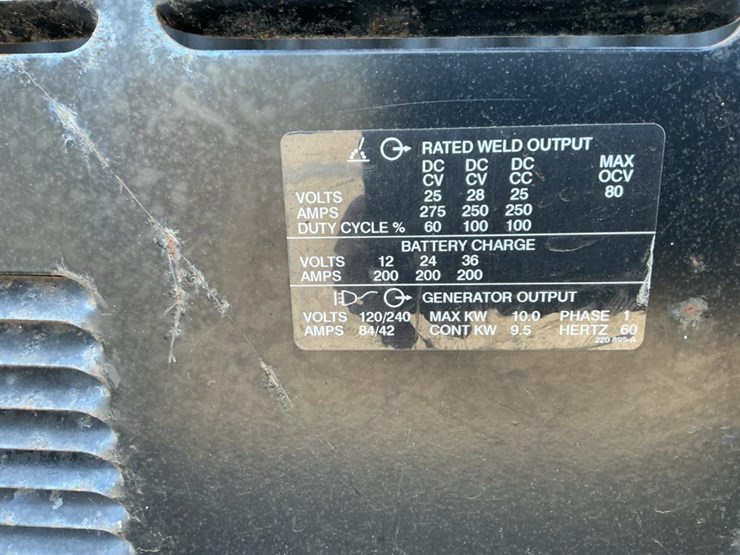 RATED WELD OUTPUT
DC DC DC MAX
CV CV CC OCV
VOLTS 25 28 25 80
AMPS 275 250 250
DUTY CYCLE % 60 100 100
BATTERY CHARGE
VOLTS 12 24 36
AMPS 200 200 200
GENERATOR OUTPUT
VOLTS 120/240 MAX KW 10.0 PHASE 1
AMPS 84/42 CONT KW 9.5 HERTZ 60
220 895-A